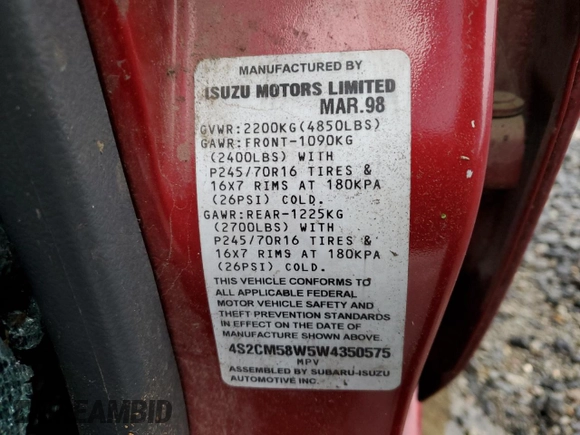 MANUFACTURED BY
ISUZU MOTORS LIMITED
MAR.98
GVWR:2200KG(4850LBS)
GAWR:FRONT-1090KG
(2400LBS) WITH
P245/70R16 TIRES &
16X7 RIMS AT 180KPA
(26PSI) COLD.
GAWR:REAR-1225KG
(2700LBS) WITH
P245/70R16 TIRES &
16X7 RIMS AT 180KPA
(26PSI) COLD.
THIS VEHICLE CONFORMS TO
ALL APPLICABLE FEDERAL
MOTOR VEHICLE SAFETY AND
THEFT PREVENTION STANDARDS
IN EFFECT ON THE DATE OF
MANUFACTURE SHOWN ABOVE.
4S2CM58W5W4350575
MPV
ASSEMBLED BY SUBARU-ISUZU
AUTOMOTIVE INC.